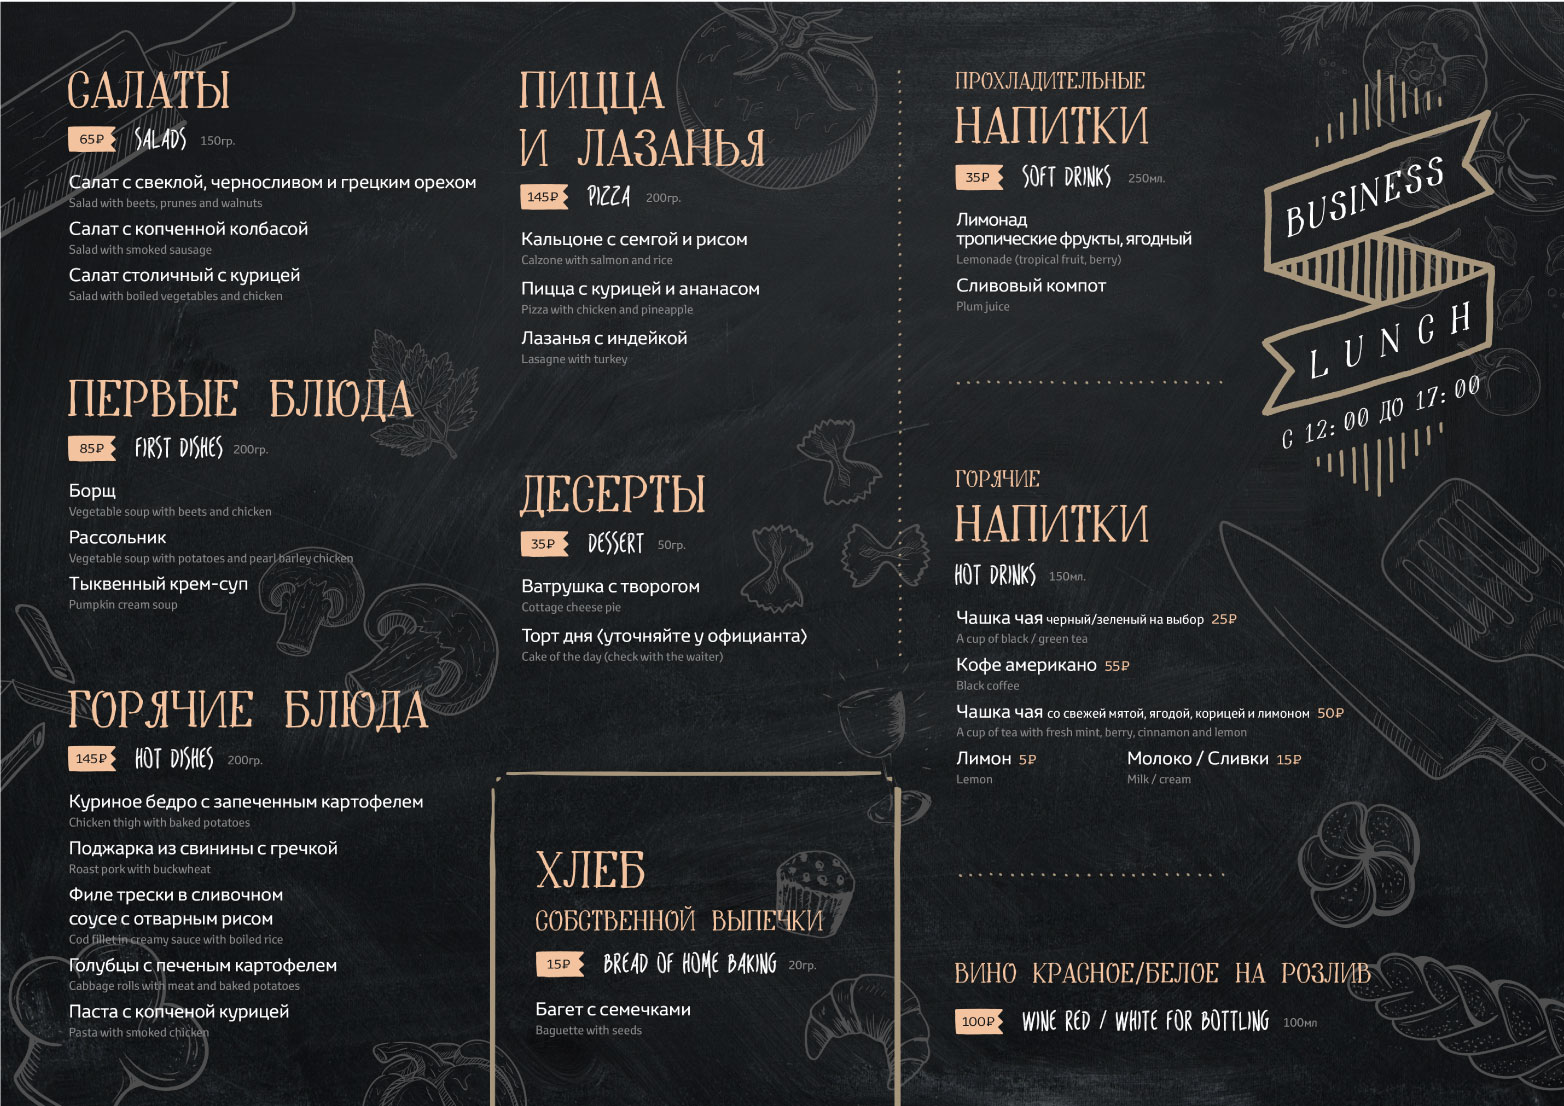 САЛАТЫ
65₽ SALADS 150гр.
Салат с свеклой, черносливом и грецким орехом
Salad with beets, prunes and walnuts
Салат с копченной колбасой
Salad with smoked sausage
Салат столичный с курицей
Salad with boiled vegetables and chicken
ПЕРВЫЕ БЛЮДА
85₽ FIRST DISHES 200гр.
Борщ
Vegetable soup with beets and chicken
Рассольник
Vegetable soup with potatoes and pearl barley chicken
Тыквенный крем-суп
Pumpkin cream soup
ГОРЯЧИЕ БЛЮДА
145₽ HOT DISHES 200гр.
Куриное бедро с запеченным картофелем
Chicken thigh with baked potatoes
Поджарка из свинины с гречкой
Roast pork with buckwheat
Филе трески в сливочном
соусе с отварным рисом
Cod fillet in creamy sauce with boiled rice
Голубцы с печеным картофелем
Cabbage rolls with meat and baked potatoes
Паста с копченой курицей
Pasta with smoked chicken
ПИЦЦА
И ЛАЗАНЬЯ
145₽ PIZZA 200гр.
Кальцоне с семгой и рисом
Calzone with salmon and rice
Пицца с курицей и ананасом
Pizza with chicken and pineapple
Лазанья с индейкой
Lasagne with turkey
ДЕСЕРТЫ
35₽ DESSERT 50гр.
Ватрушка с творогом
Cottage cheese pie
Торт дня (уточняйте у официанта)
Cake of the day (check with the waiter)
ХЛЕБ
СОБСТВЕННОЙ ВЫПЕЧКИ
15₽ BREAD OF HOME BAKING 20гр.
Багет с семечками
Baguette with seeds
ПРОХЛАДИТЕЛЬНЫЕ
НАПИТКИ
35₽ SOFT DRINKS 250мл.
Лимонад
тропические фрукты, ягодный
Lemonade (tropical fruit, berry)
Сливовый компот
Plum juice
ГОРЯЧИЕ
НАПИТКИ
HOT DRINKS 150мл.
Чашка чая черный/зеленый на выбор 25₽
A cup of black / green tea
Кофе американо 55₽
Black coffee
Чашка чая со свежей мятой, ягодой, корицей и лимоном 50₽
A cup of tea with fresh mint, berry, cinnamon and lemon
Лимон 5₽ Молоко / Сливки 15₽
Lemon Milk / cream
ВИНО КРАСНОЕ/БЕЛОЕ НА РОЗЛИВ
100₽ WINE RED / WHITE FOR BOTTLING 100мл
BUSINESS
LUNCH
С 12:00 ДО 17:00